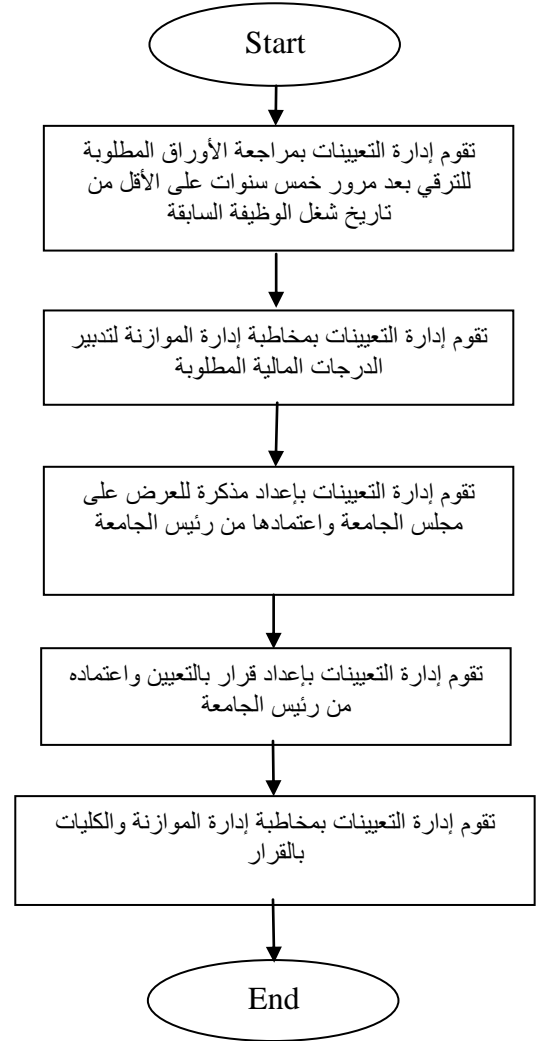 Start
تقوم إدارة التعيينات بمراجعة الأوراق المطلوبة
للترقي بعد مرور خمس سنوات على الأقل من
تاريخ شغل الوظيفة السابقة
تقوم إدارة التعيينات بمخاطبة إدارة الموازنة لتدبير
الدرجات المالية المطلوبة
تقوم إدارة التعيينات بإعداد مذكرة للعرض على
مجلس الجامعة واعتمادها من رئيس الجامعة
تقوم إدارة التعيينات بإعداد قرار بالتعيين واعتماده
من رئيس الجامعة
تقوم إدارة التعيينات بمخاطبة إدارة الموازنة والكليات
بالقرار
End